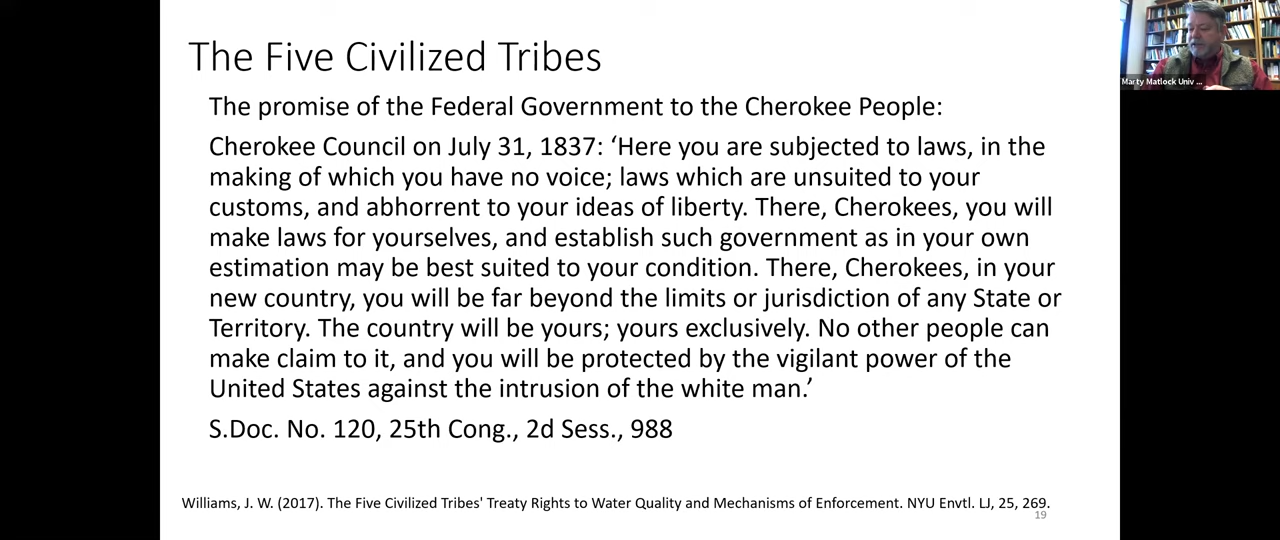 The Five Civilized Tribes
Marty Matlock Univ ...
The promise of the Federal Government to the Cherokee People:
Cherokee Council on July 31, 1837: ‘Here you are subjected to laws, in the
making of which you have no voice; laws which are unsuited to your
customs, and abhorrent to your ideas of liberty. There, Cherokees, you will
make laws for yourselves, and establish such government as in your own
estimation may be best suited to your condition. There, Cherokees, in your
new country, you will be far beyond the limits or jurisdiction of any State or
Territory. The country will be yours; yours exclusively. No other people can
make claim to it, and you will be protected by the vigilant power of the
United States against the intrusion of the white man.’
S.Doc. No. 120, 25th Cong., 2d Sess., 988
Williams, J. W. (2017). The Five Civilized Tribes' Treaty Rights to Water Quality and Mechanisms of Enforcement. NYU Envtl. LJ, 25, 269.
19